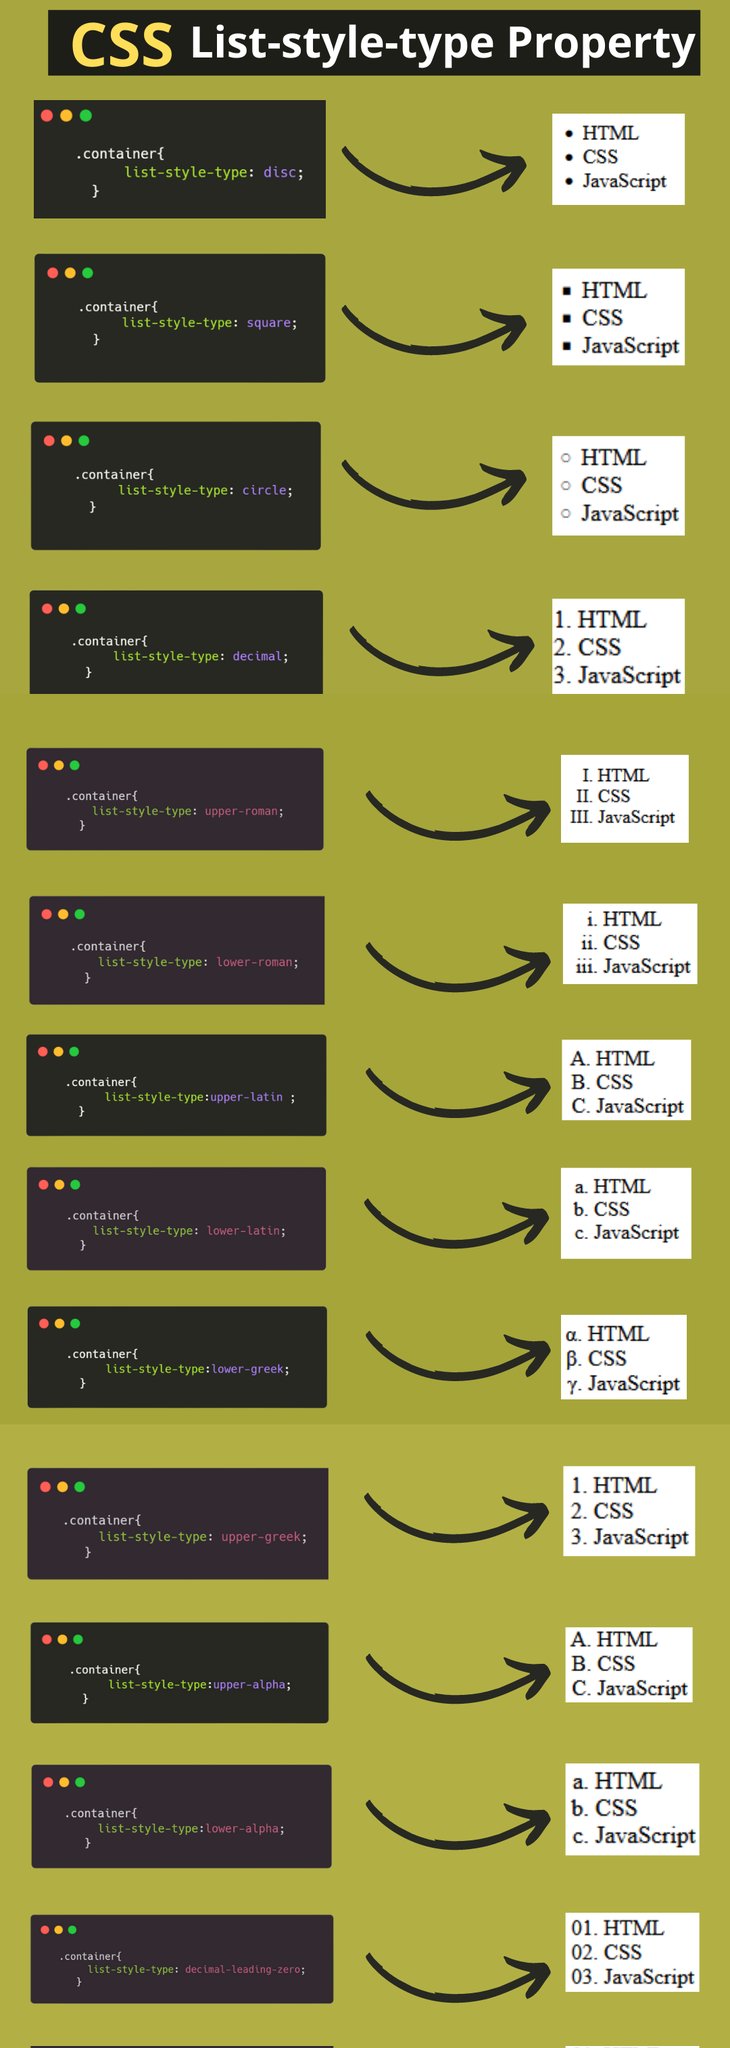 CSS List-style-type Property
.container{
list-style-type: disc;
}
• HTML
• CSS
• JavaScript
.container{
list-style-type: square;
}
▪ HTML
▪ CSS
▪ JavaScript
.container{
list-style-type: circle;
}
○ HTML
○ CSS
○ JavaScript
.container{
list-style-type: decimal;
}
1. HTML
2. CSS
3. JavaScript
.container{
list-style-type: upper-roman;
}
I. HTML
II. CSS
III. JavaScript
.container{
list-style-type: lower-roman;
}
i. HTML
ii. CSS
iii. JavaScript
.container{
list-style-type:upper-latin ;
}
A. HTML
B. CSS
C. JavaScript
.container{
list-style-type: lower-latin;
}
a. HTML
b. CSS
c. JavaScript
.container{
list-style-type:lower-greek;
}
α. HTML
β. CSS
γ. JavaScript
.container{
list-style-type: upper-greek;
}
1. HTML
2. CSS
3. JavaScript
.container{
list-style-type:upper-alpha;
}
A. HTML
B. CSS
C. JavaScript
.container{
list-style-type:lower-alpha;
}
a. HTML
b. CSS
c. JavaScript
.container{
list-style-type: decimal-leading-zero;
}
01. HTML
02. CSS
03. JavaScript